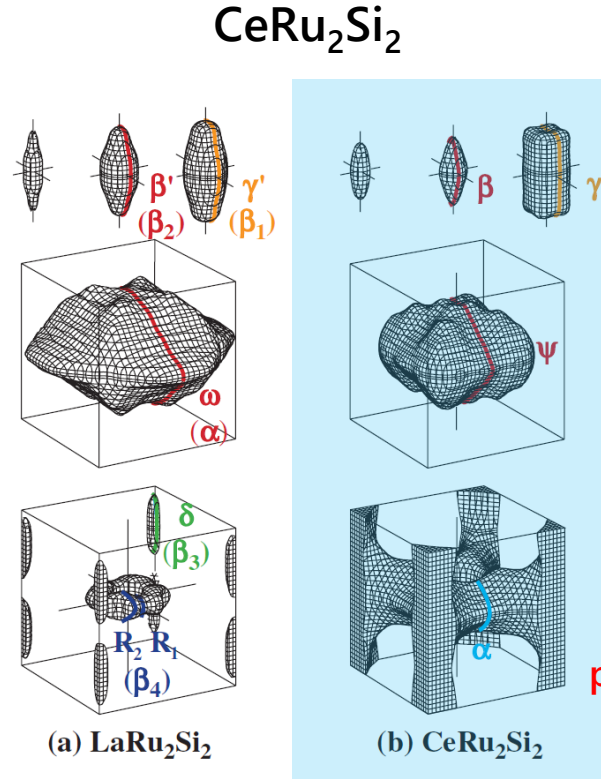 CeRu₂Si₂
β' γ' β γ
(β₂) (β₁)
ω ψ
(α)
δ
(β₃)
R₂ R₁ α
(β₄)
p
(a) LaRu₂Si₂ (b) CeRu₂Si₂